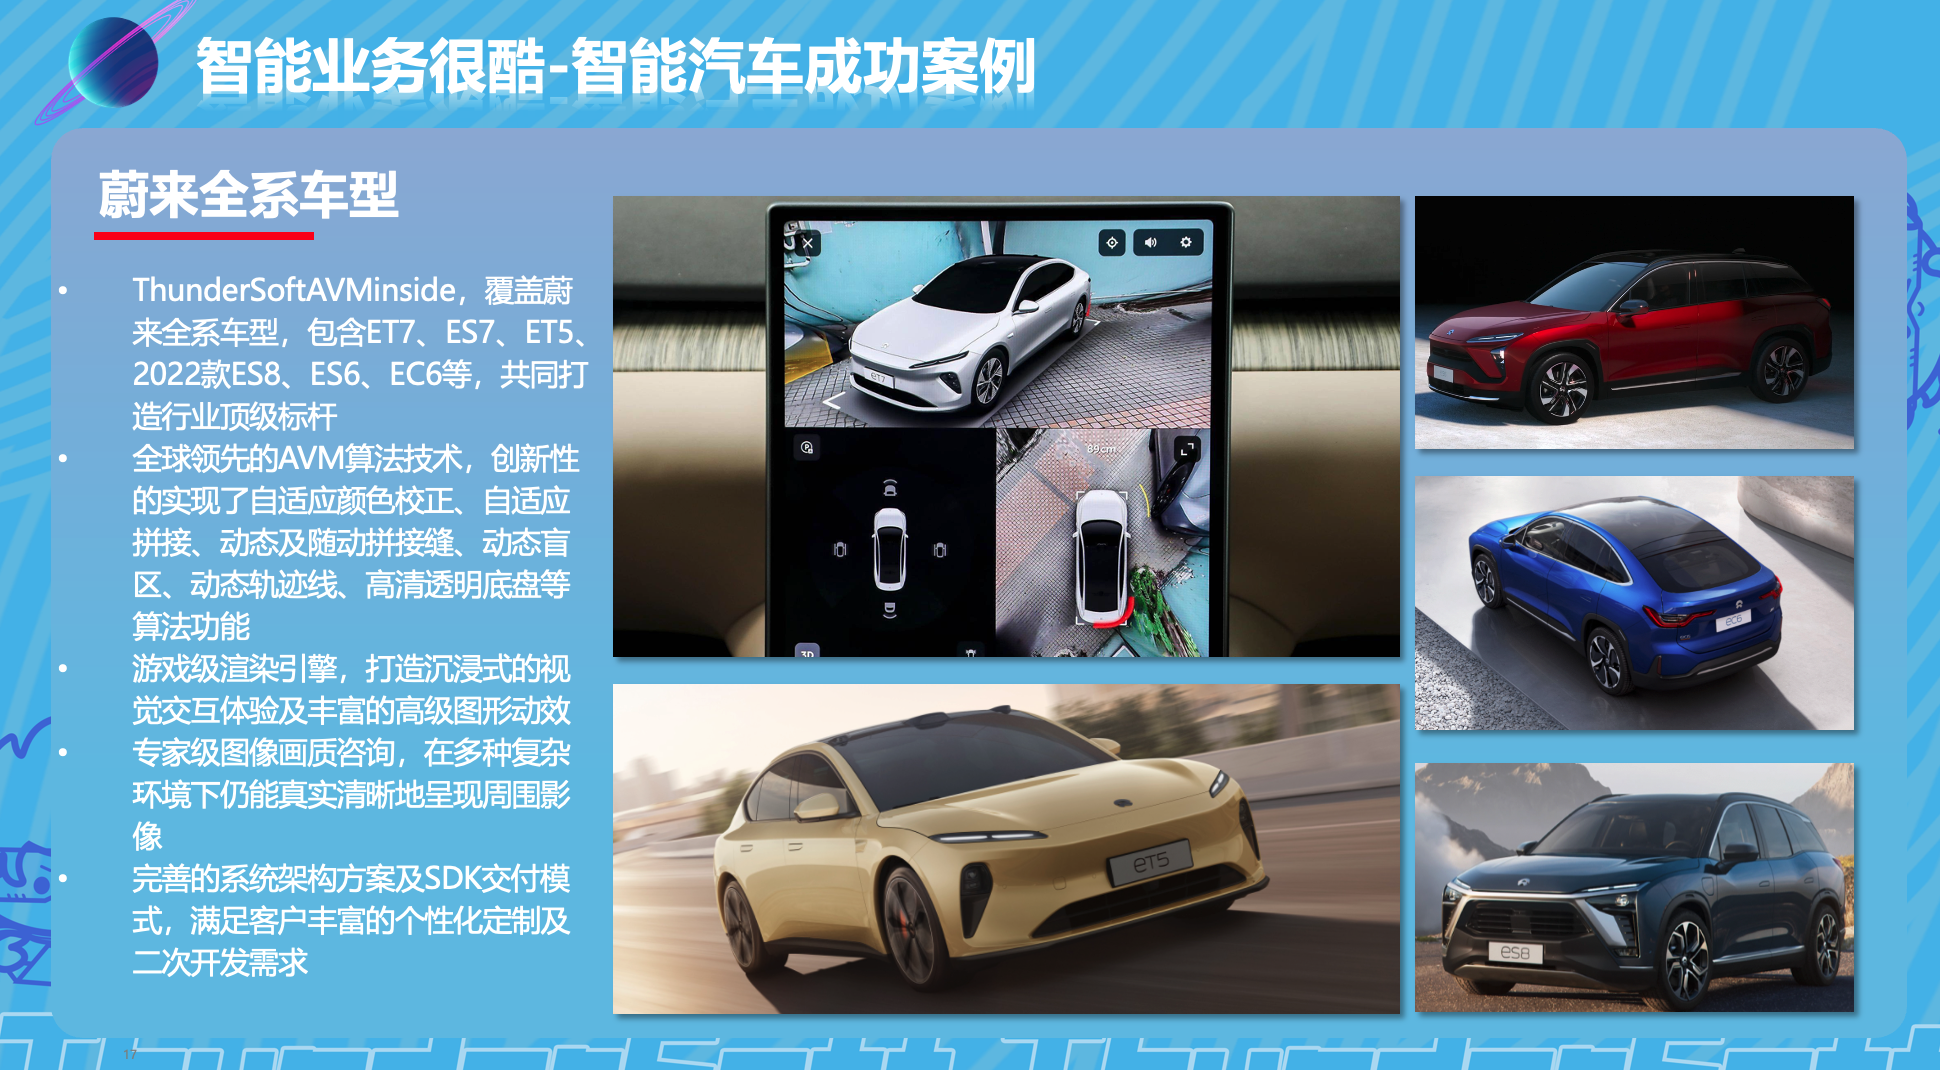 智能业务很酷-智能汽车成功案例
蔚来全系车型
• ThunderSoftAVMinside，覆盖蔚
来全系车型，包含ET7、ES7、ET5、
2022款ES8、ES6、EC6等，共同打
造行业顶级标杆
• 全球领先的AVM算法技术，创新性
的实现了自适应颜色校正、自适应
拼接、动态及随动拼接缝、动态盲
区、动态轨迹线、高清透明底盘等
算法功能
• 游戏级渲染引擎，打造沉浸式的视
觉交互体验及丰富的高级图形动效
• 专家级图像画质咨询，在多种复杂
环境下仍能真实清晰地呈现周围影
像
• 完善的系统架构方案及SDK交付模
式，满足客户丰富的个性化定制及
二次开发需求
eT7
89cm
3D
eT5
eC6
eS8
17